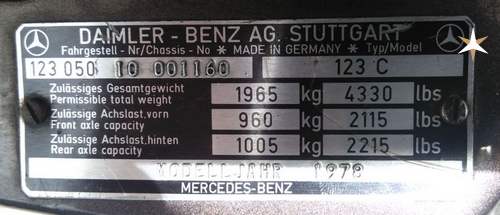 DAIMLER - BENZ AG. STUTTGART
Fahrgestell - Nr/Chassis - No * MADE IN GERMANY * Typ/Model
123 050 10 001160 123 C
Zulässiges Gesamtgewicht
Permissible total weight 1965 kg 4330 lbs
Zulässige Achslast,vorn
Front axle capacity 960 kg 2115 lbs
Zulässige Achslast,hinten
Rear axle capacity 1005 kg 2215 lbs
MODELLJAHR 1978
MERCEDES-BENZ